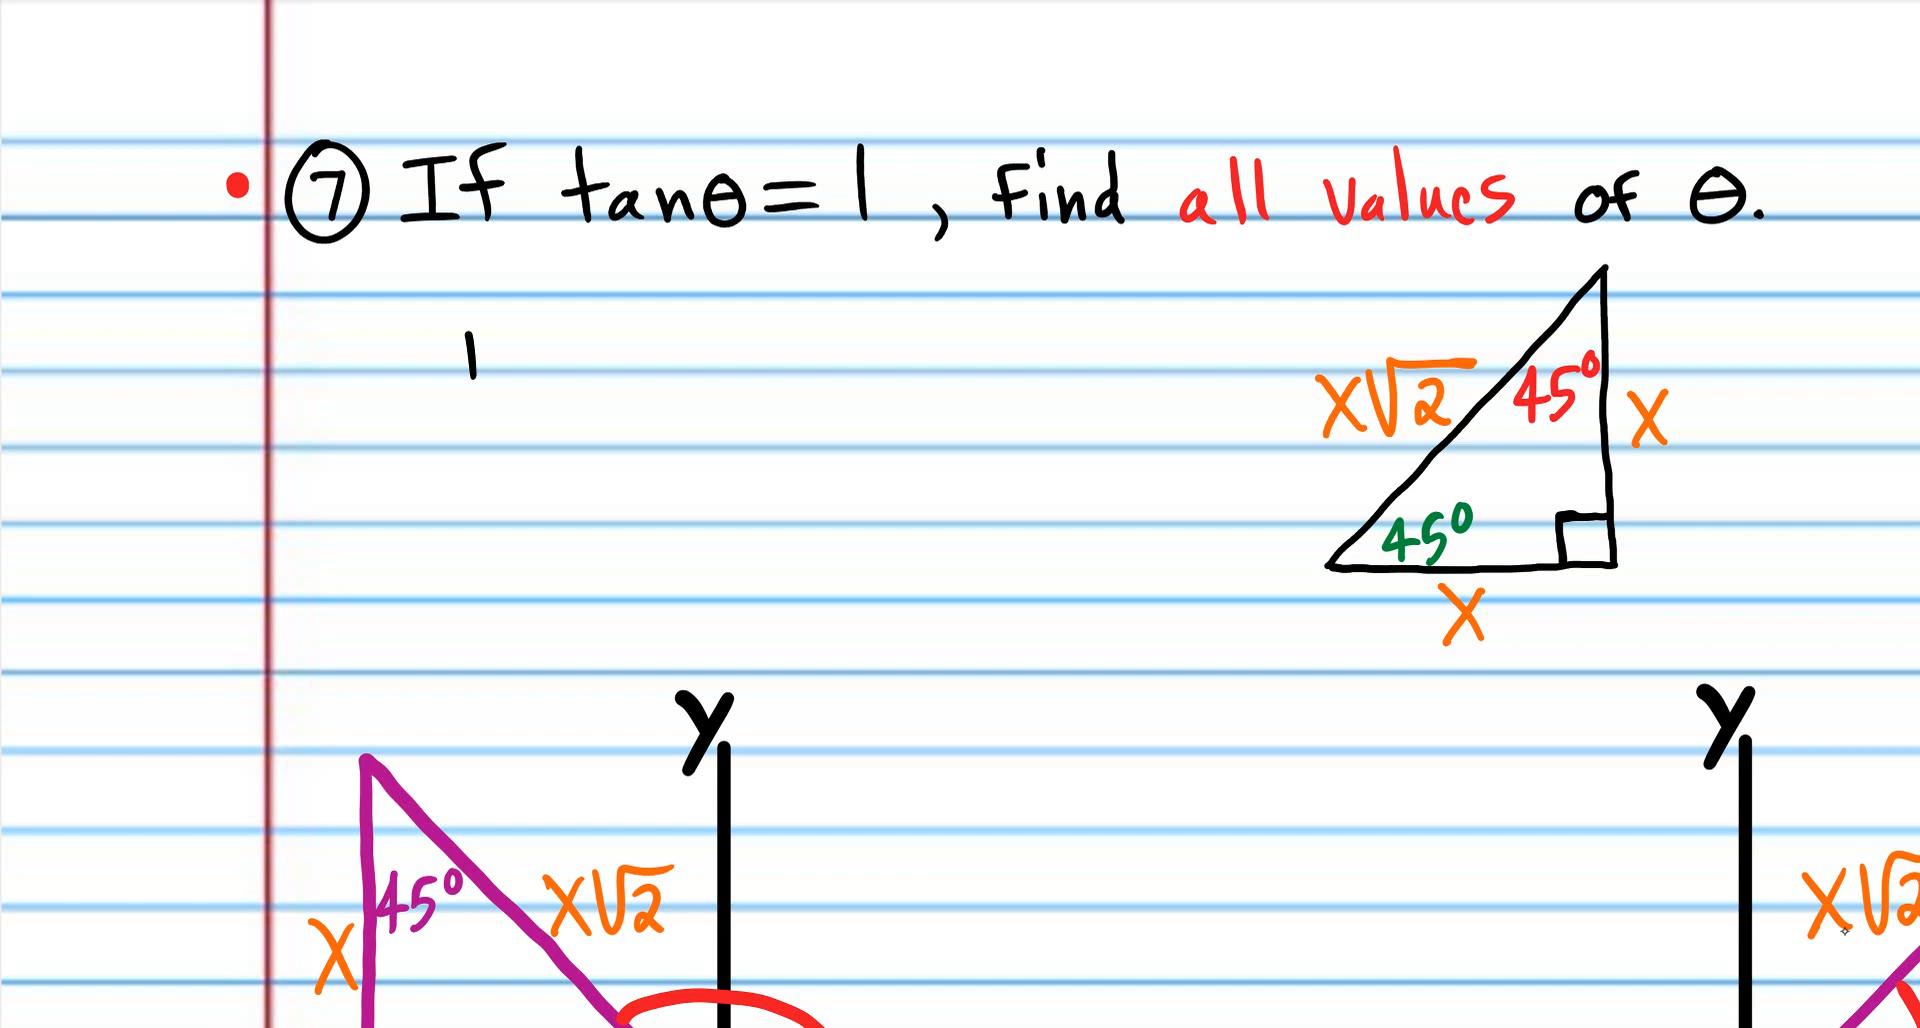 ⑦ If tanθ = 1, find all values of θ.
1
x√2 45° x
45°
x
y y
45° x√2 x√2
x